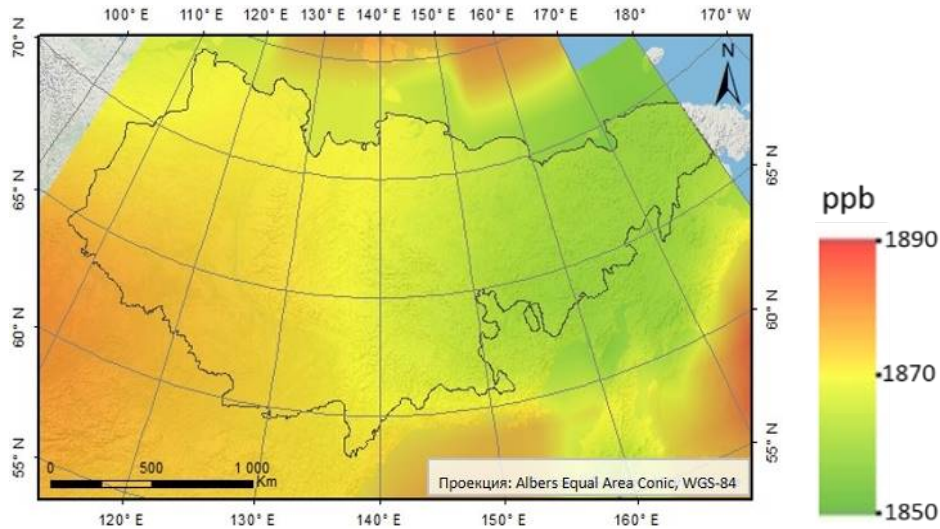 100° E 110° E 120° E 130° E 140° E 150° E 160° E 170° E 180° 170° W
70° N
N
65° N
65° N
ppb
1890
60° N
60° N
1870
55° N
55° N
0 500 1 000
Km
Проекция: Albers Equal Area Conic, WGS-84
1850
120° E 130° E 140° E 150° E 160° E